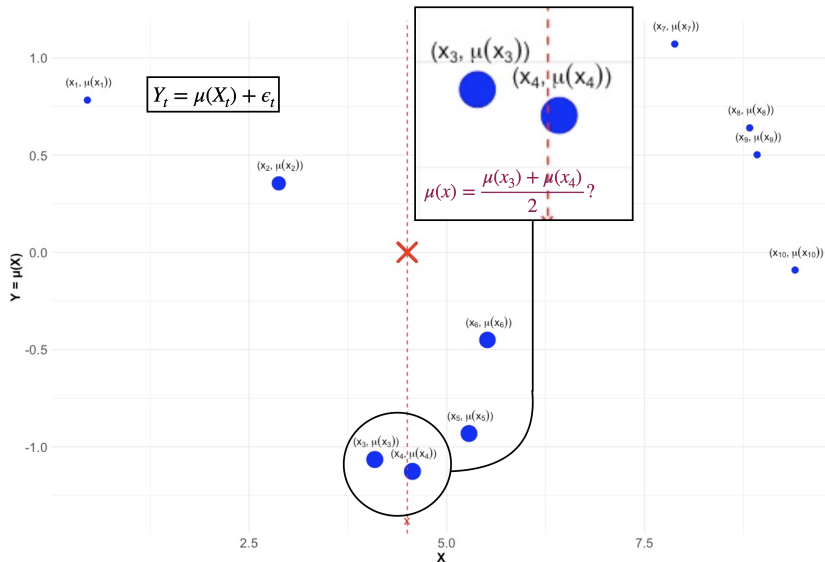 (x₇, μ(x₇))
1.0
(x₁, μ(x₁))
Yₜ = μ(Xₜ) + ϵₜ
(x₃, μ(x₃))
(x₄, μ(x₄))
(x₈, μ(x₈))
(x₉, μ(x₉))
0.5
(x₂, μ(x₂))
μ(x) = (μ(x₃) + μ(x₄))/2 ?
0.0
(x₁₀, μ(x₁₀))
Y = μ(X)
(x₆, μ(x₆))
-0.5
(x₅, μ(x₅))
-1.0
(x₃, μ(x₃))
(x₄, μ(x₄))
x
2.5
5.0
7.5
X